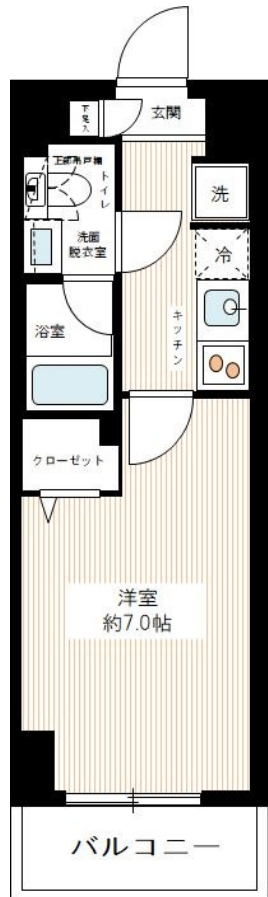 玄関
下足入
上部吊戸棚
トイレ
洗
洗面
脱衣室
冷
浴室
キッチン
クローゼット
洋室
約7.0帖
バルコニー